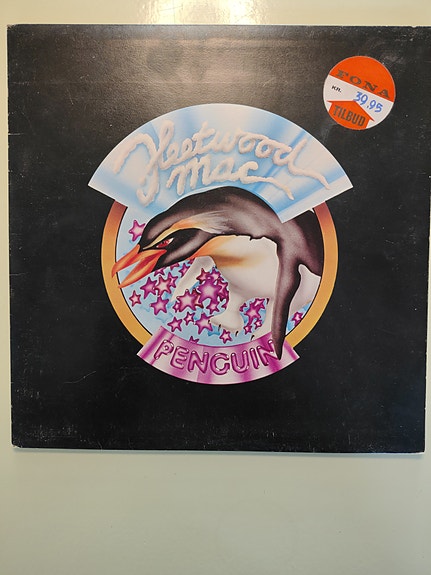 Fleetwood
Mac
PENGUIN
FONA
KR.
39,95
TILBUD